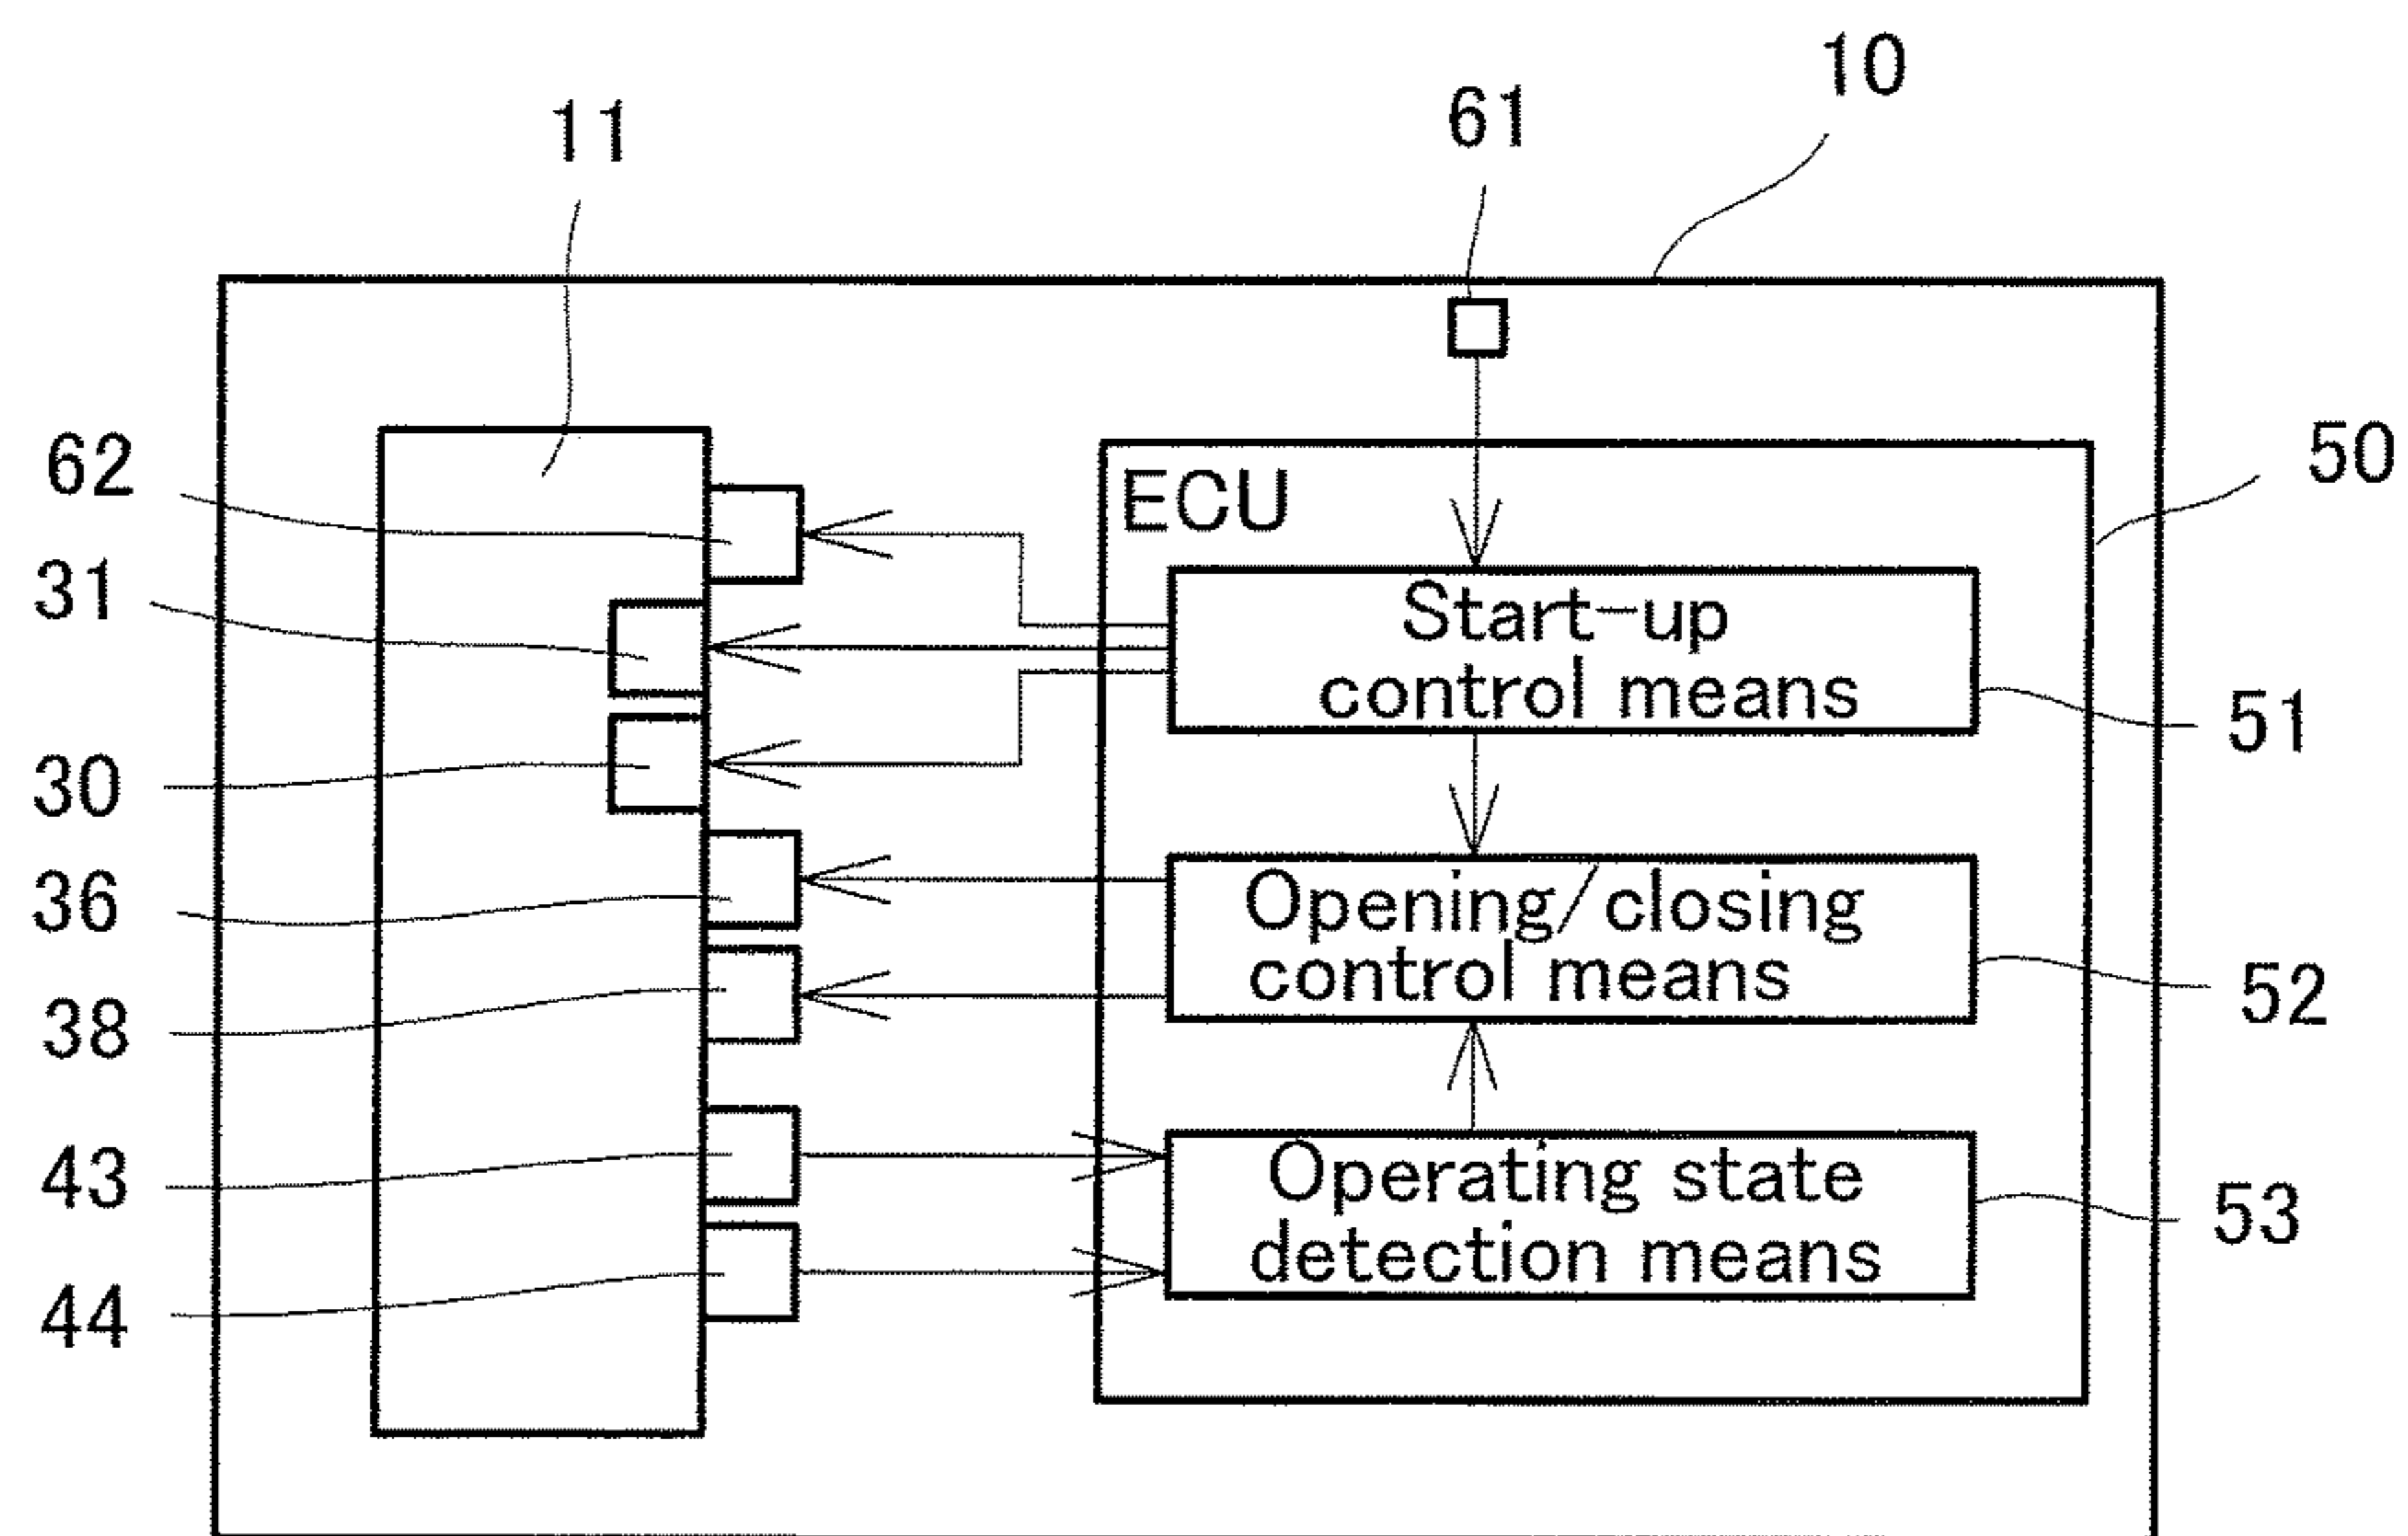 10
11
61
62
31
30
36
38
43
44
ECU
Start-up
control means
Opening/closing
control means
Operating state
detection means
50
51
52
53